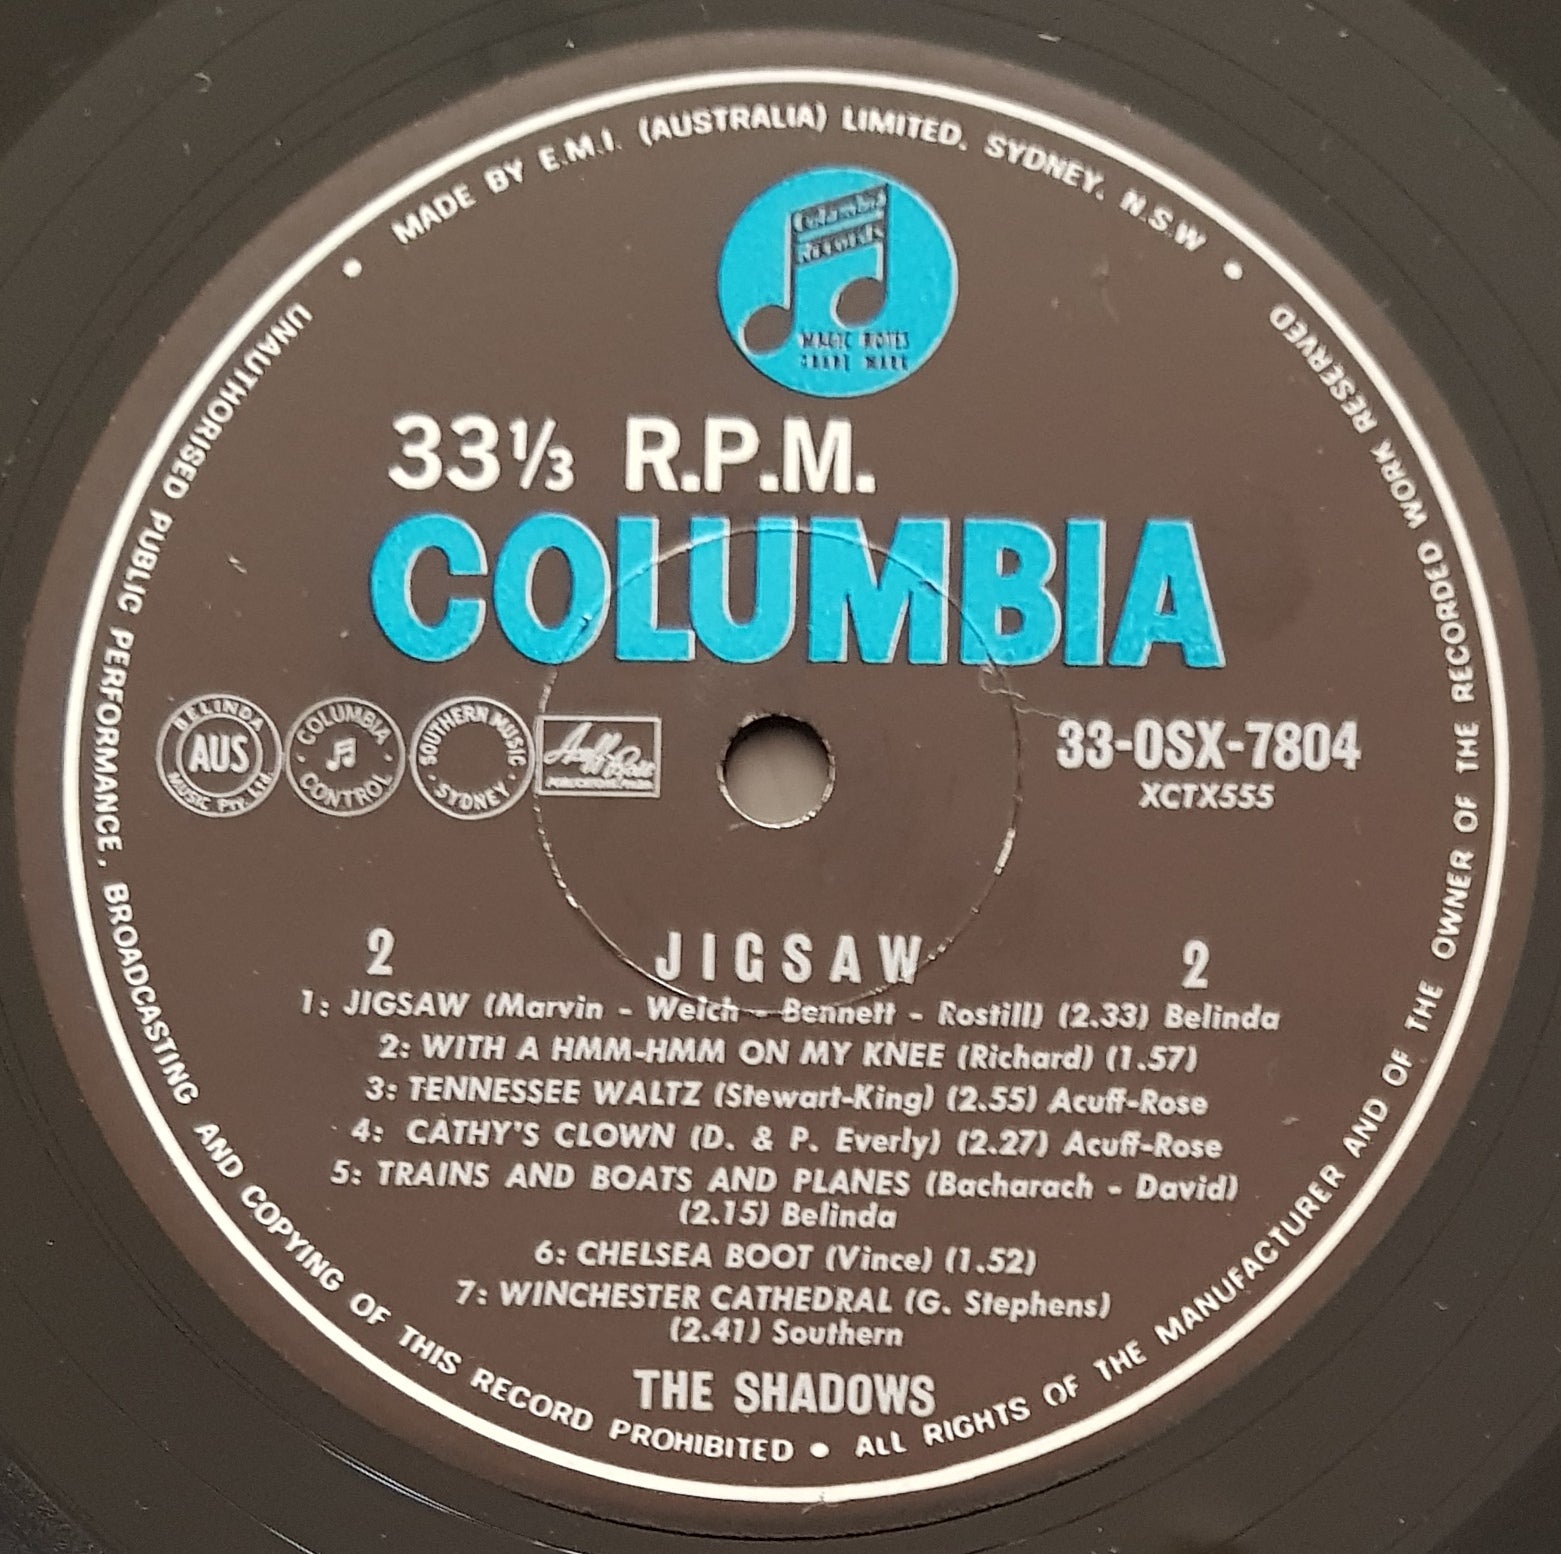 MADE BY E.M.I. (AUSTRALIA) LIMITED. SYDNEY. N.S.W
Columbia
Records
MAGIC NOTES
TRADE MARK
33⅓ R.P.M.
COLUMBIA
BELINDA
AUS
MUSIC Pty. Ltd
COLUMBIA
CONTROL
SOUTHERN MUSIC
SYDNEY
33-OSX-7804
XCTX555
2 JIGSAW 2
1: JIGSAW (Marvin - Welch - Bennett - Rostill) (2.33) Belinda
2: WITH A HMM-HMM ON MY KNEE (Richard) (1.57)
3: TENNESSEE WALTZ (Stewart-King) (2.55) Acuff-Rose
4: CATHY'S CLOWN (D. & P. Everly) (2.27) Acuff-Rose
5: TRAINS AND BOATS AND PLANES (Bacharach - David)
(2.15) Belinda
6: CHELSEA BOOT (Vince) (1.52)
7: WINCHESTER CATHEDRAL (G. Stephens)
(2.41) Southern
THE SHADOWS
UNAUTHORISED PUBLIC PERFORMANCE, BROADCASTING AND COPYING OF THIS RECORD PROHIBITED • ALL RIGHTS OF THE MANUFACTURER AND OF THE OWNER OF THE RECORDED WORK RESERVED